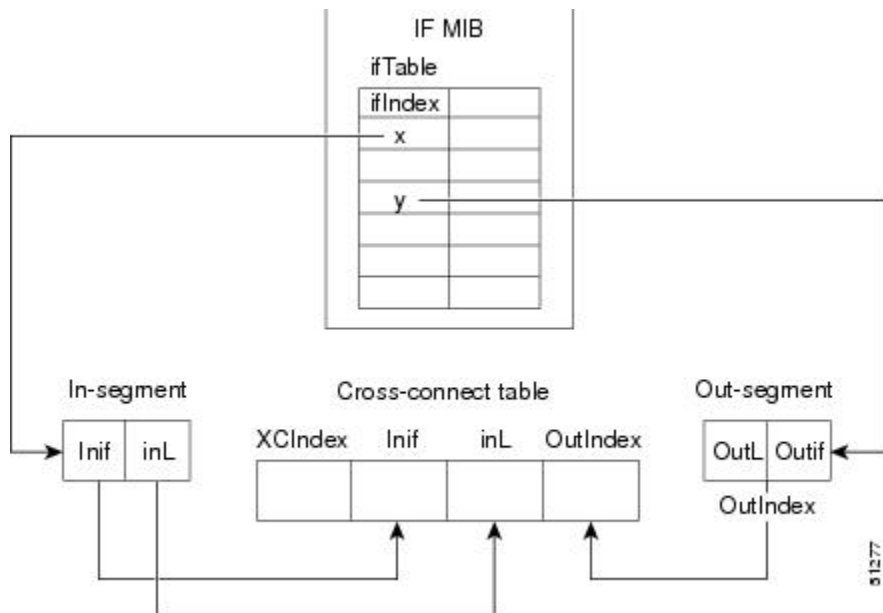 IF MIB
ifTable
ifIndex
x
y
In-segment
Inif inL
Cross-connect table
XCIndex Inif inL OutIndex
Out-segment
OutL Outif
OutIndex
51277